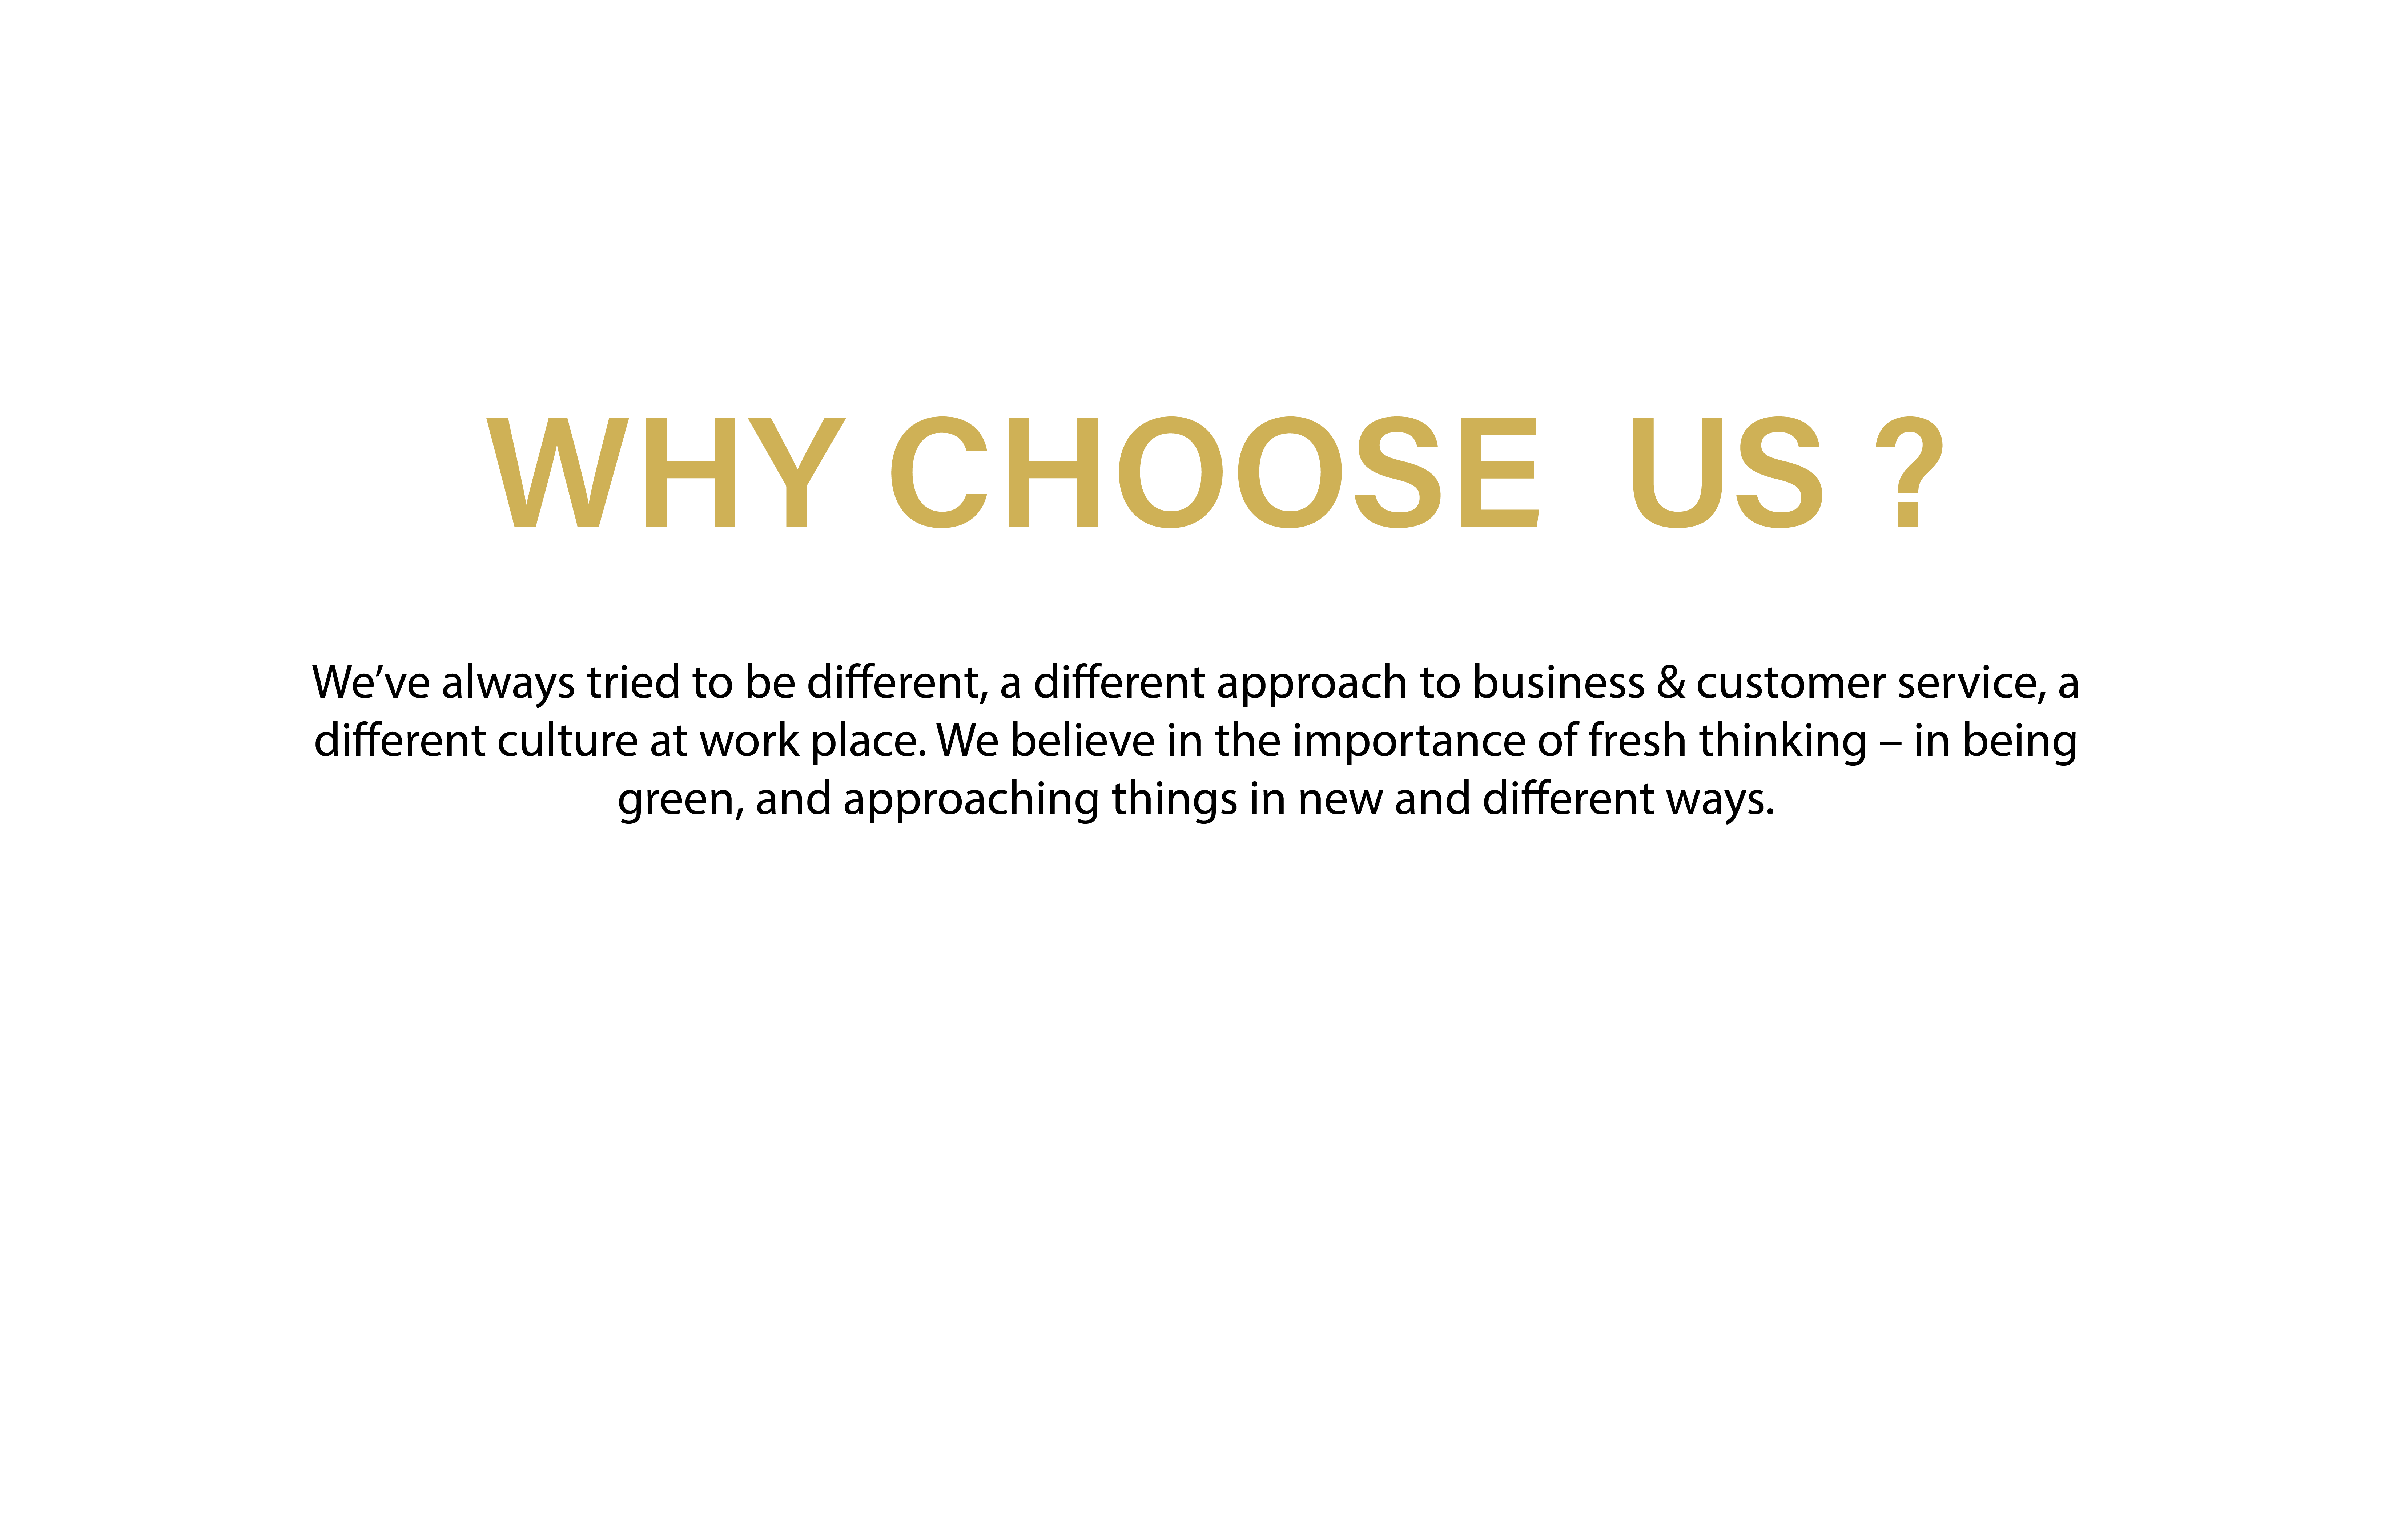 WHY CHOOSE  US ?
We’ve always tried to be different, a different approach to business & customer service, a
different culture at work place. We believe in the importance of fresh thinking – in being
green, and approaching things in new and different ways.